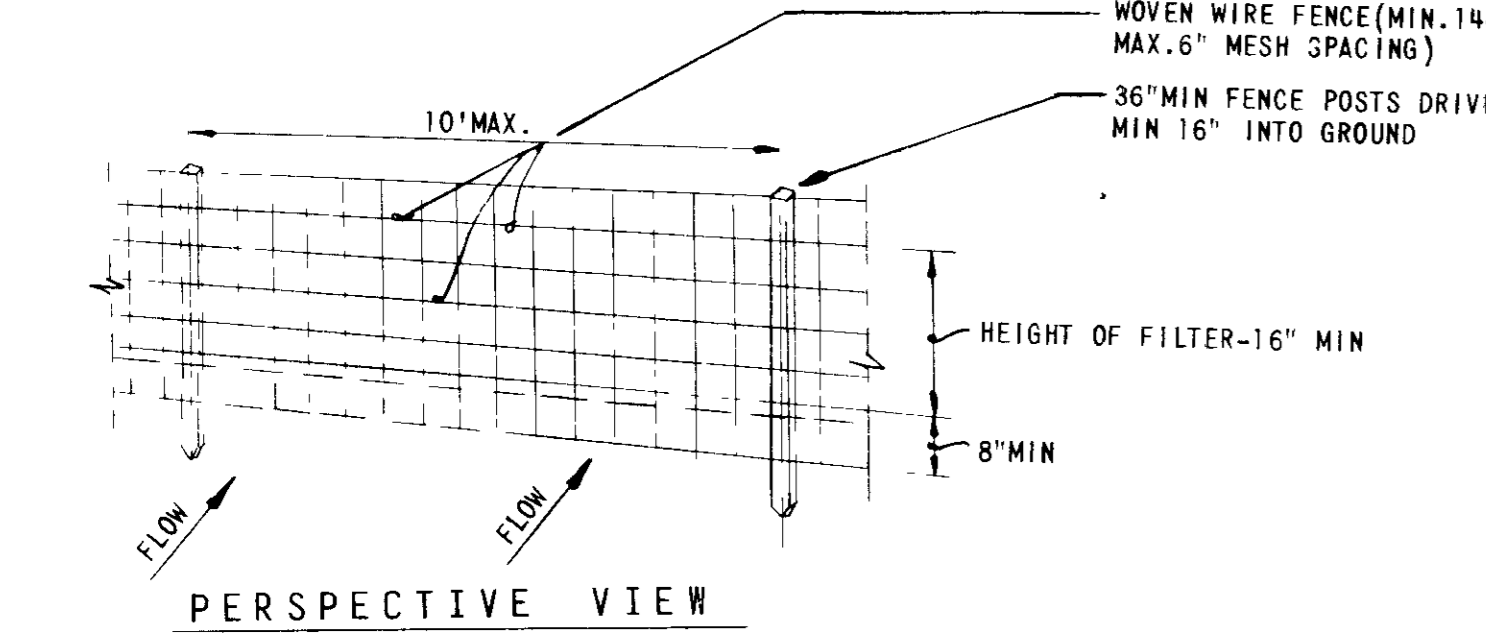 WOVEN WIRE FENCE(MIN.14
MAX.6" MESH SPACING)
36"MIN FENCE POSTS DRIV
MIN 16" INTO GROUND
10'MAX.
HEIGHT OF FILTER-16" MIN
8"MIN
FLOW
FLOW
PERSPECTIVE VIEW